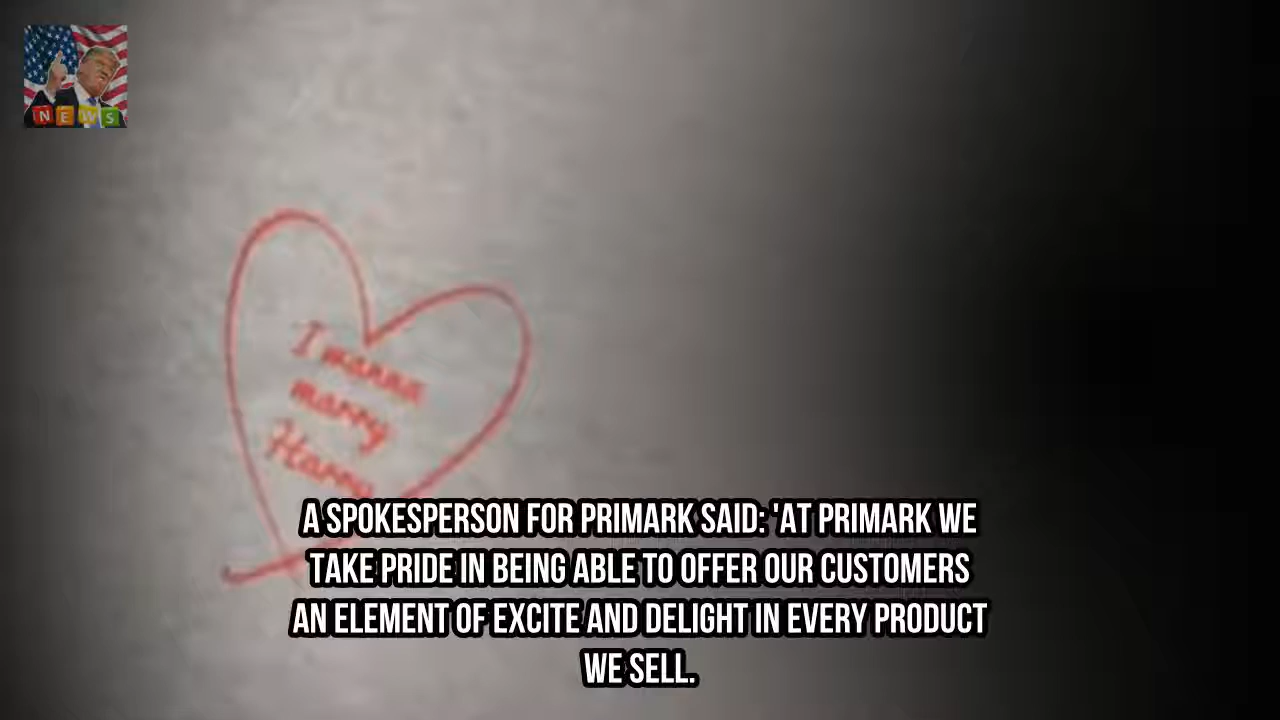 NEWS
I wanna
marry
Harry
A SPOKESPERSON FOR PRIMARK SAID: 'AT PRIMARK WE
TAKE PRIDE IN BEING ABLE TO OFFER OUR CUSTOMERS
AN ELEMENT OF EXCITE AND DELIGHT IN EVERY PRODUCT
WE SELL.